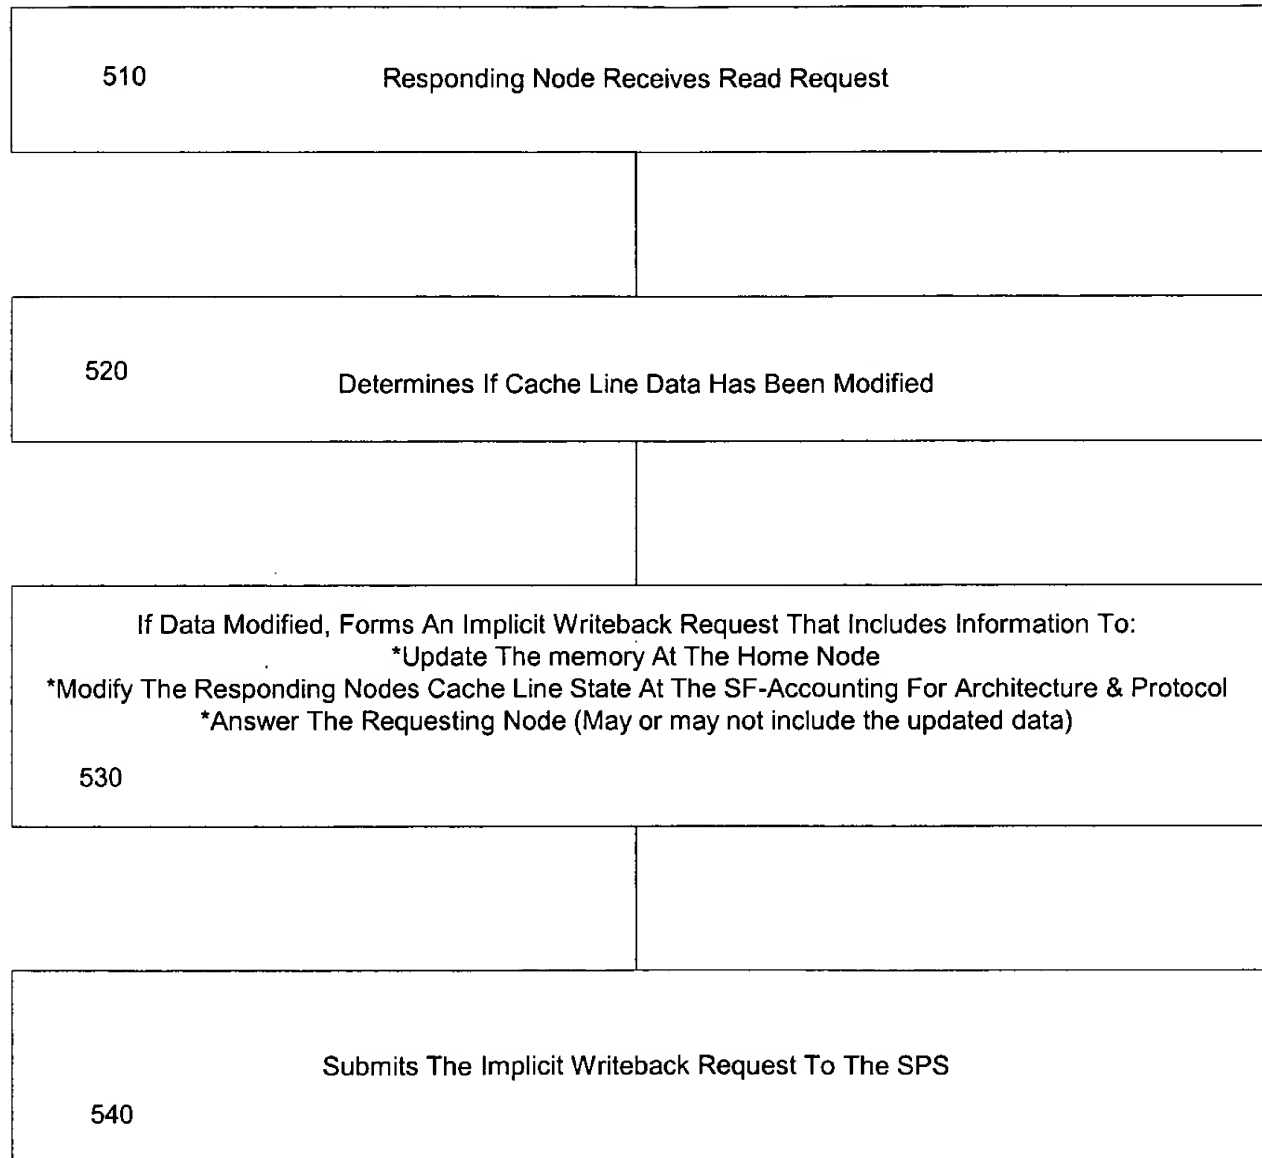 510 Responding Node Receives Read Request
520 Determines If Cache Line Data Has Been Modified
If Data Modified, Forms An Implicit Writeback Request That Includes Information To:
*Update The memory At The Home Node
*Modify The Responding Nodes Cache Line State At The SF-Accounting For Architecture & Protocol
*Answer The Requesting Node (May or may not include the updated data)
530
Submits The Implicit Writeback Request To The SPS
540